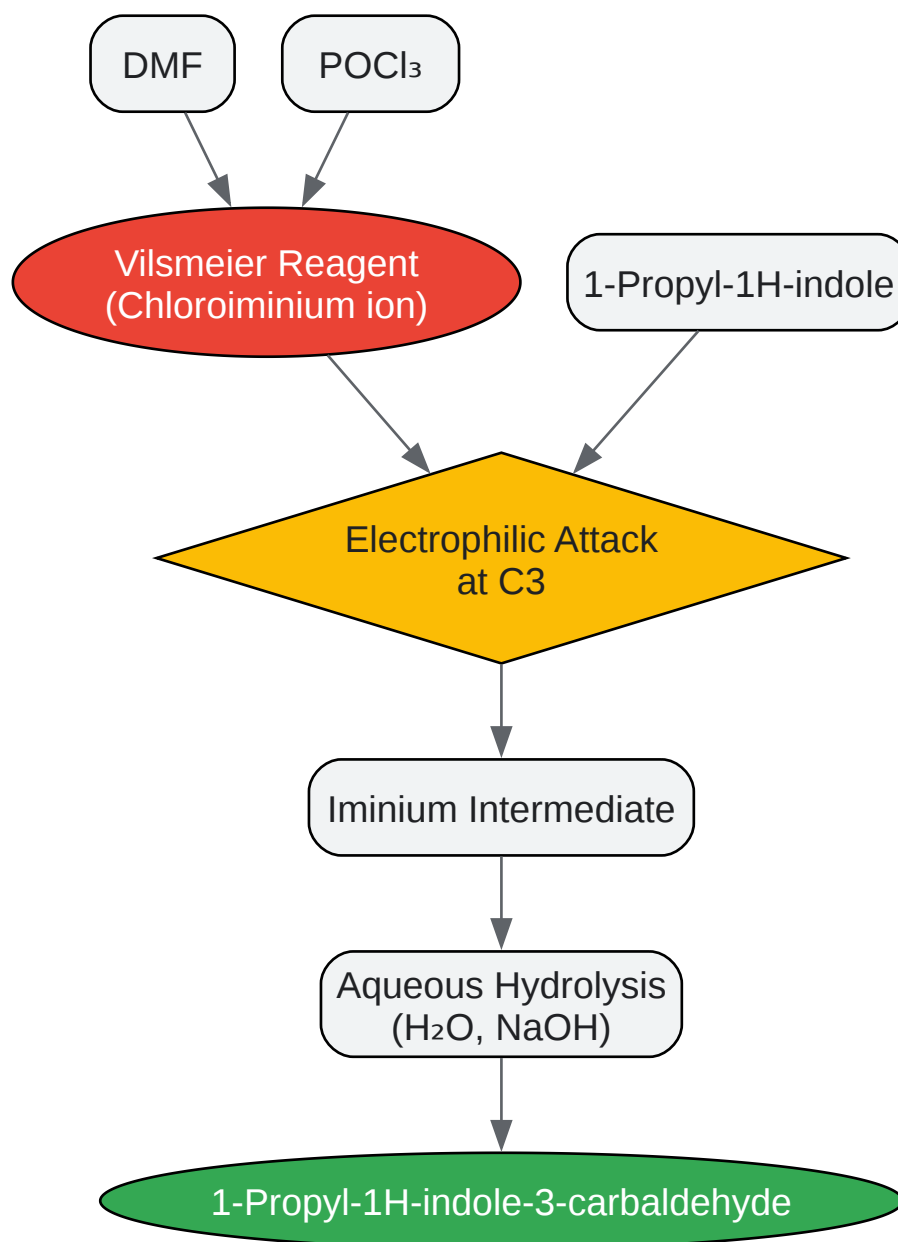 DMF
POCl₃
Vilsmeier Reagent
(Chloroiminium ion)
1-Propyl-1H-indole
Electrophilic Attack
at C3
Iminium Intermediate
Aqueous Hydrolysis
(H₂O, NaOH)
1-Propyl-1H-indole-3-carbaldehyde